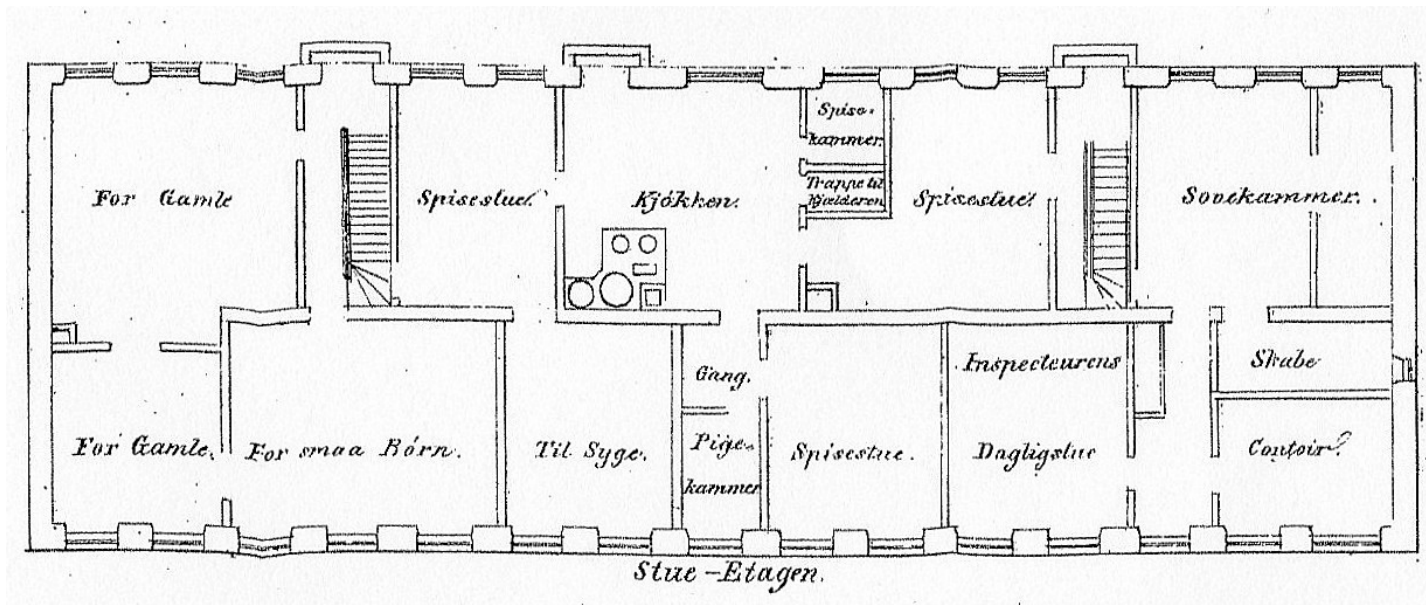 Spise-
kammer.
Trappe til
Kjælderen
For Gamle
Spisestue.
Kjökken.
Spisestue.
Sovekammer.
Gang.
Inspecteurens
Skabe
For Gamle.
For smaa Börn.
Til Syge.
Pige-
kammer
Spisestue.
Dagligstue
Contoir.
Stue-Etagen.